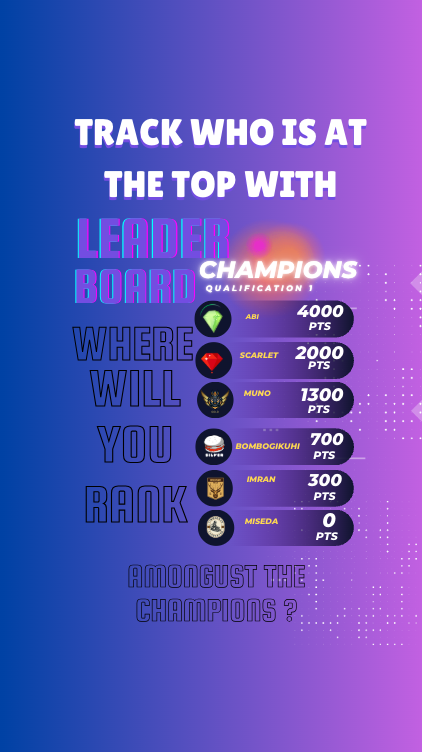 TRACK WHO IS AT
THE TOP WITH
LEADER
BOARD
CHAMPIONS
QUALIFICATION 1
ABI 4000 PTS
SCARLET 2000 PTS
MUNO 1300 PTS
SILVER BOMBOGIKUHI 700 PTS
IMRAN 300 PTS
MISEDA 0 PTS
WHERE
WILL
YOU
RANK
AMONGUST THE
CHAMPIONS ?